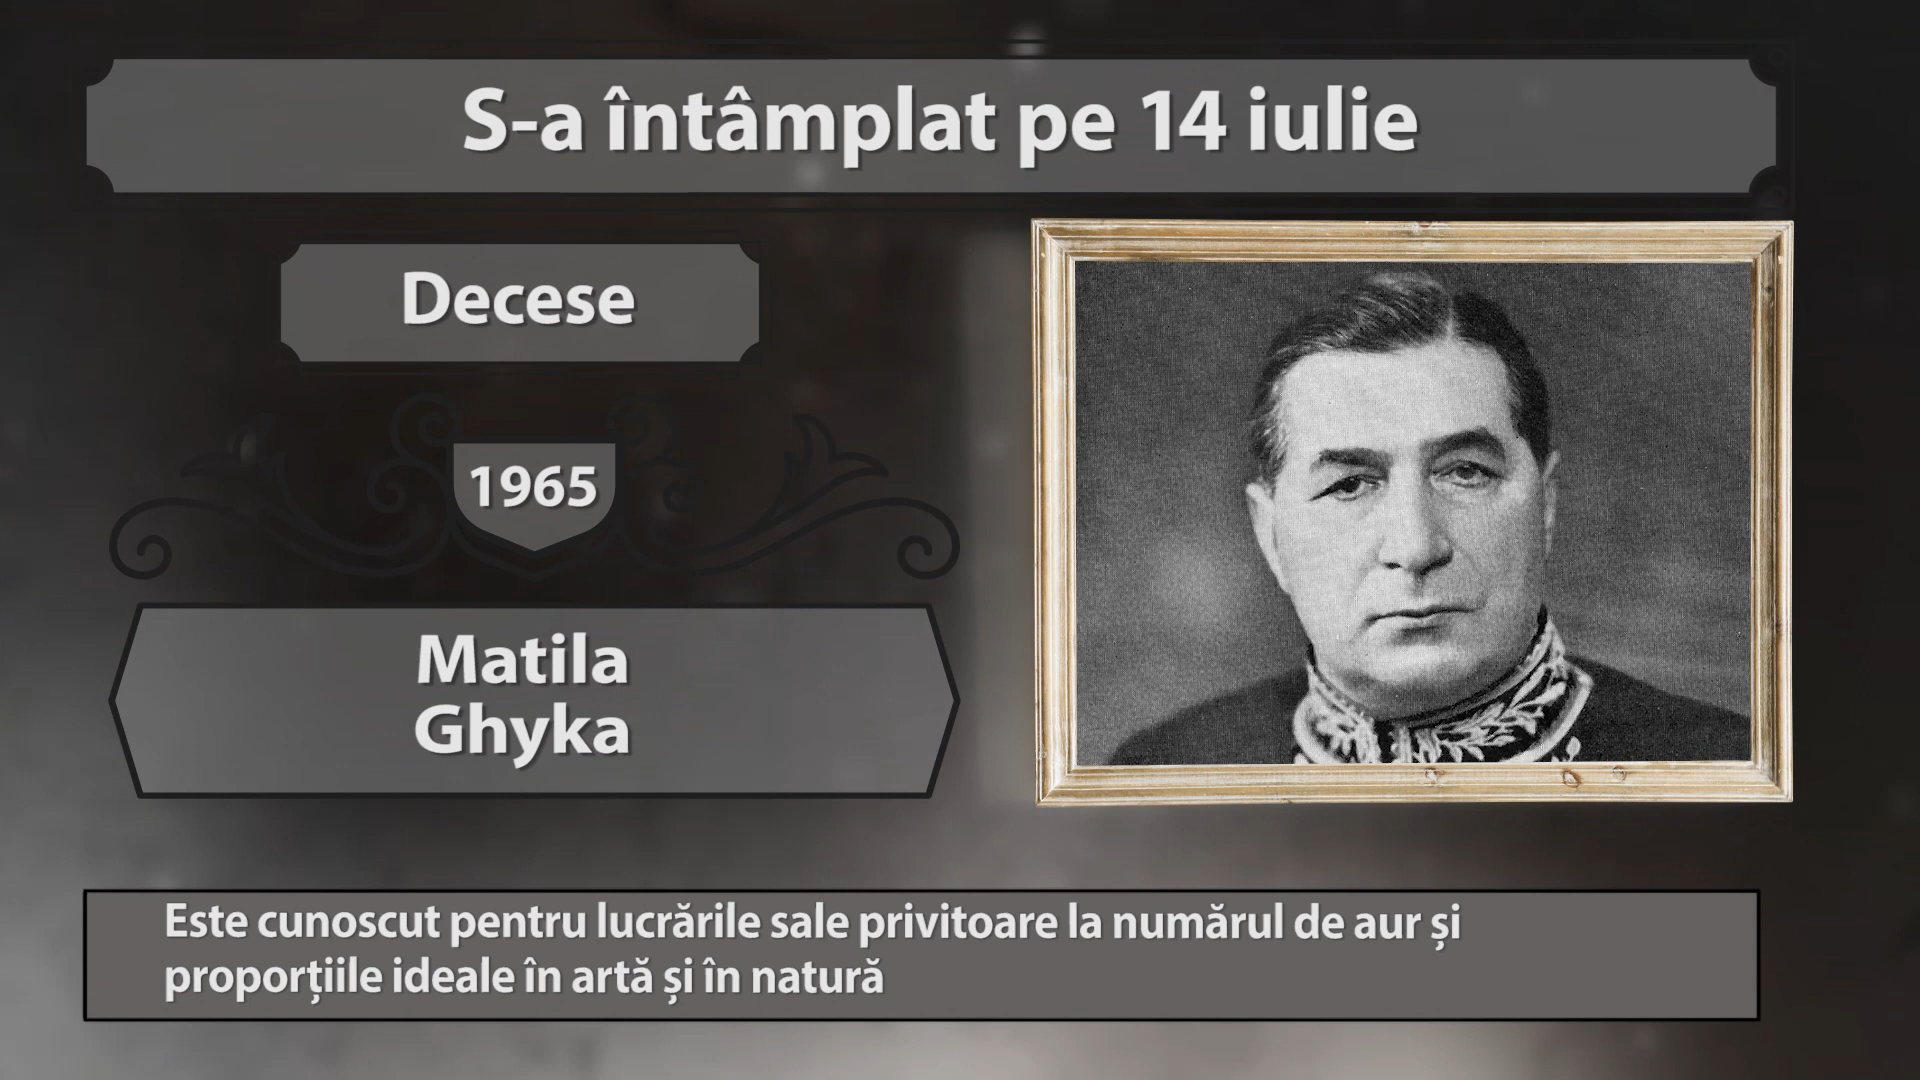 S-a întâmplat pe 14 iulie
Decese
1965
Matila
Ghyka
Este cunoscut pentru lucrările sale privitoare la numărul de aur și
proporțiile ideale în artă și în natură